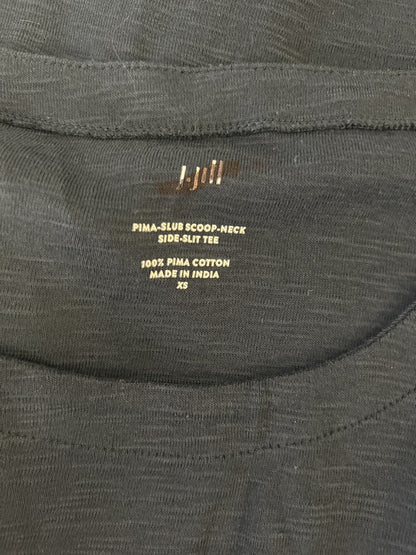 J.Jill
PIMA-SLUB SCOOP-NECK
SIDE-SLIT TEE
100% PIMA COTTON
MADE IN INDIA
XS